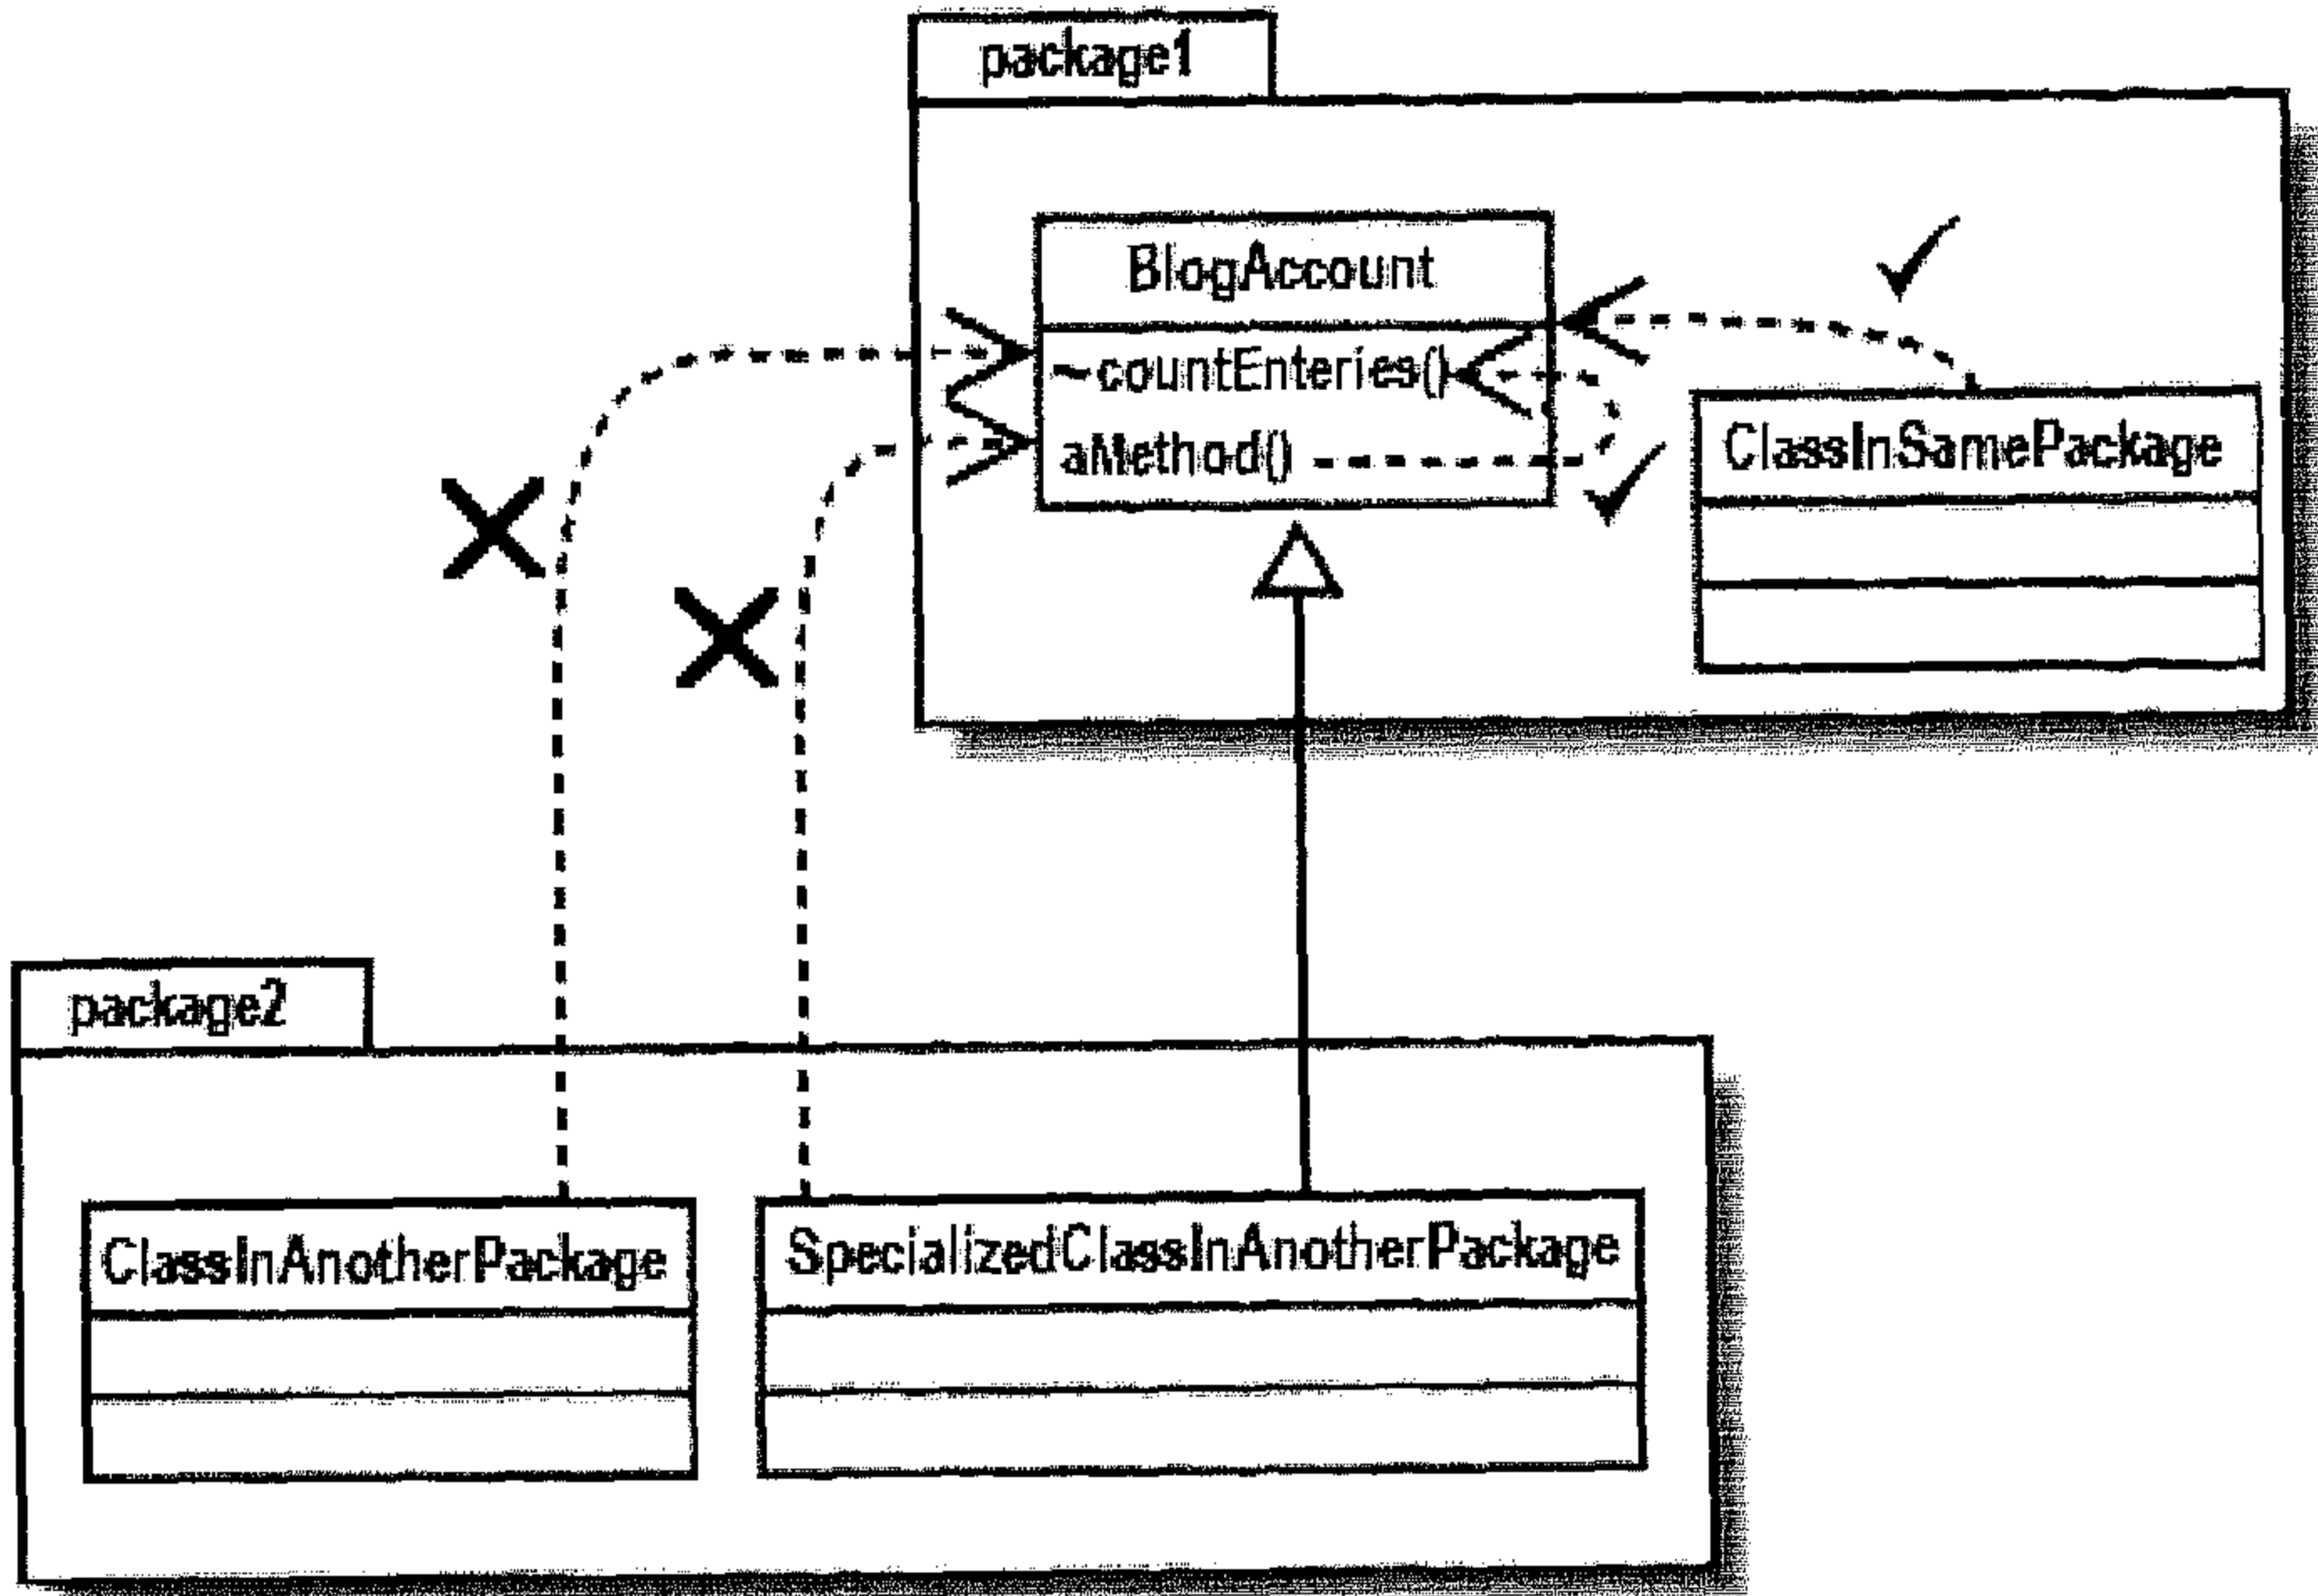 package1
BlogAccount
~countEnteries()
aMethod()
ClassInSamePackage
package2
ClassInAnotherPackage
SpecializedClassInAnotherPackage